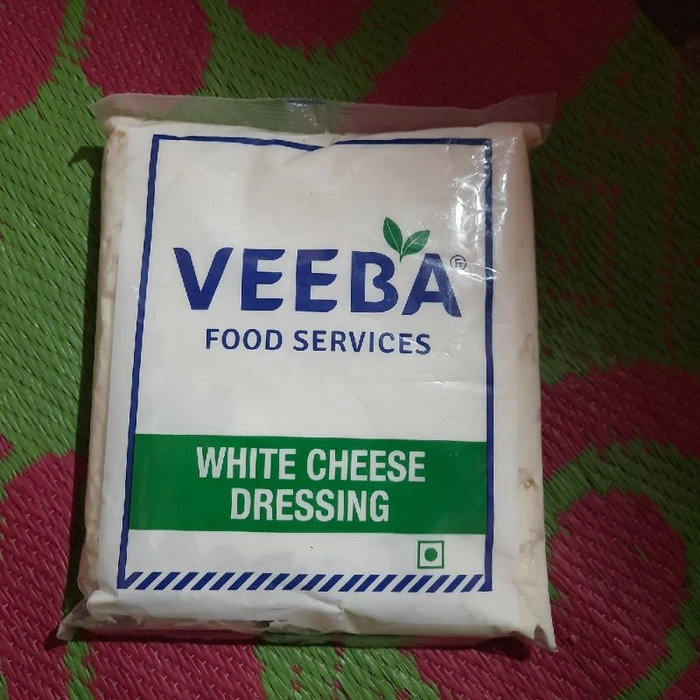 VEEBA®
FOOD SERVICES
WHITE CHEESE
DRESSING